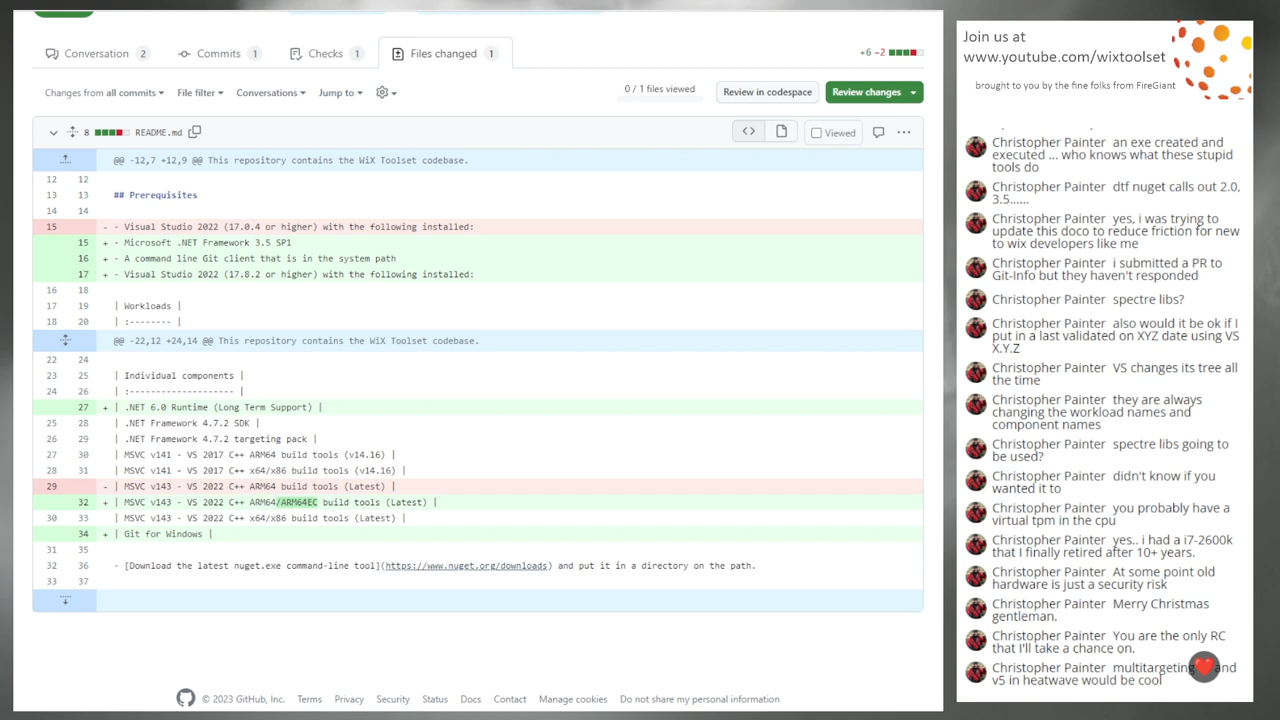 Conversation 2
Commits 1
Checks 1
Files changed 1
+6 −2
Changes from all commits
File filter
Conversations
Jump to
0 / 1 files viewed
Review in codespace
Review changes
8
README.md
Viewed
@@ -12,7 +12,9 @@ This repository contains the WiX Toolset codebase.
12 12
13 13 ## Prerequisites
14 14
15 - - Visual Studio 2022 (17.0.4 or higher) with the following installed:
15 + - Microsoft .NET Framework 3.5 SP1
16 + - A command line Git client that is in the system path
17 + - Visual Studio 2022 (17.8.2 or higher) with the following installed:
16 18
17 19 | Workloads |
18 20 | :-------- |
@@ -22,12 +24,14 @@ This repository contains the WiX Toolset codebase.
22 24
23 25 | Individual components |
24 26 | :-------------------- |
27 + | .NET 6.0 Runtime (Long Term Support) |
25 28 | .NET Framework 4.7.2 SDK |
26 29 | .NET Framework 4.7.2 targeting pack |
27 30 | MSVC v141 - VS 2017 C++ ARM64 build tools (v14.16) |
28 31 | MSVC v141 - VS 2017 C++ x64/x86 build tools (v14.16) |
29 - | MSVC v143 - VS 2022 C++ ARM64 build tools (Latest) |
32 + | MSVC v143 - VS 2022 C++ ARM64/ARM64EC build tools (Latest) |
30 33 | MSVC v143 - VS 2022 C++ x64/x86 build tools (Latest) |
34 + | Git for Windows |
31 35
32 36 - [Download the latest nuget.exe command-line tool](https://www.nuget.org/downloads) and put it in a directory on the path.
33 37
© 2023 GitHub, Inc. Terms Privacy Security Status Docs Contact Manage cookies Do not share my personal information
Join us at
www.youtube.com/wixtoolset
brought to you by the fine folks from FireGiant
Christopher Painter an exe created and
executed ... who knows what these stupid
tools do
Christopher Painter dtf nuget calls out 2.0,
3.5......
Christopher Painter yes, i was trying to
update this doco to reduce friction for new
to wix developers like me
Christopher Painter i submitted a PR to
Git-Info but they haven't responded
Christopher Painter spectre libs?
Christopher Painter also would it be ok if I
put in a last validated on XYZ date using VS
X.Y.Z
Christopher Painter VS changes its tree all
the time
Christopher Painter they are always
changing the workload names and
component names
Christopher Painter spectre libs going to
be used?
Christopher Painter didn't know if you
wanted it to
Christopher Painter you probably have a
virtual tpm in the cpu
Christopher Painter yes.. i had a i7-2600k
that I finally retired after 10+ years.
Christopher Painter At some point old
hardware is just a security risk
Christopher Painter Merry Christmas
gentleman.
Christopher Painter You are the only RC
that I'll take a chance on.
Christopher Painter multitargeting and
v5 in heatwave would be cool